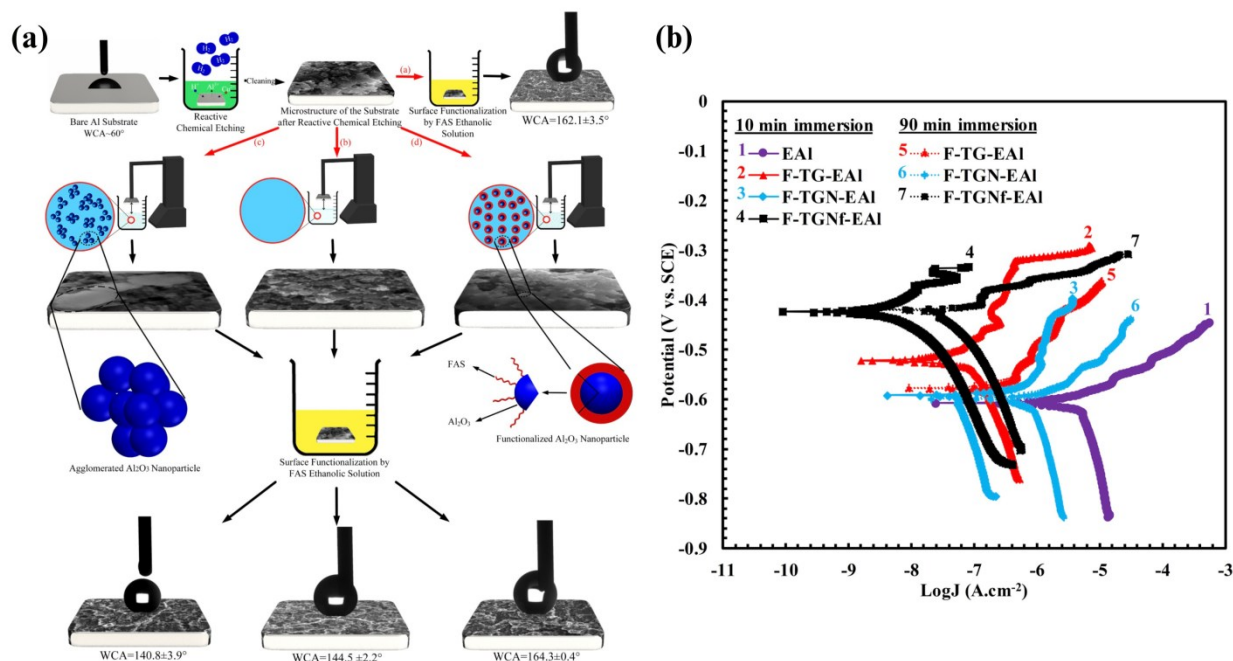 (a)
H₂
H₂
H₂
H₂
Bare Al Substrate
WCA~60°
Reactive
Chemical Etching
Cleaning
Microstructure of the Substrate
after Reactive Chemical Etching
(a)
Surface Functionalization
by FAS Ethanolic
Solution
WCA=162.1±3.5°
(c)
(b)
(d)
Agglomerated Al₂O₃ Nanoparticle
FAS
Al₂O₃
Functionalized Al₂O₃ Nanoparticle
Surface Functionalization by
FAS Ethanolic Solution
WCA=140.8±3.9°
WCA=144.5 ±2.2°
WCA=164.3±0.4°
(b)
10 min immersion
1 EAl
2 F-TG-EAl
3 F-TGN-EAl
4 F-TGNf-EAl
90 min immersion
5 F-TG-EAl
6 F-TGN-EAl
7 F-TGNf-EAl
Potential (V vs. SCE)
0
-0.1
-0.2
-0.3
-0.4
-0.5
-0.6
-0.7
-0.8
-0.9
4
2
7
5
3
6
1
-11
-10
-9
-8
-7
-6
-5
-4
-3
LogJ (A.cm⁻²)